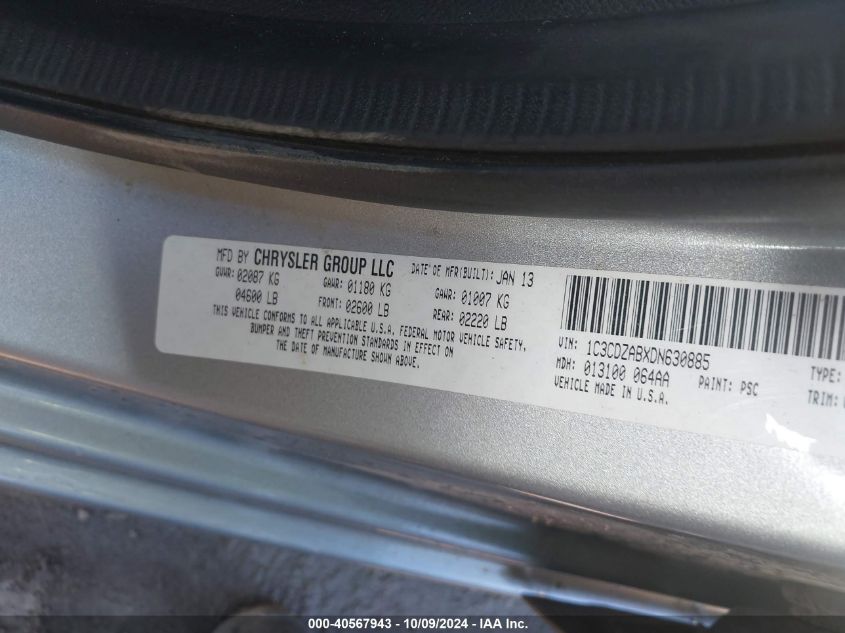 MFD BY CHRYSLER GROUP LLC DATE OF MFR(BUILT): JAN 13
GVWR: 02087 KG GAWR: 01180 KG GAWR: 01007 KG
04600 LB FRONT: 02600 LB REAR: 02220 LB
THIS VEHICLE CONFORMS TO ALL APPLICABLE U.S.A. FEDERAL MOTOR VEHICLE SAFETY,
BUMPER AND THEFT PREVENTION STANDARDS IN EFFECT ON
THE DATE OF MANUFACTURE SHOWN ABOVE.
VIN: 1C3CDZABXDN630885 TYPE:
MDH: 013100 064AA PAINT: PSC TRIM:
VEHICLE MADE IN U.S.A.
000-40567943 - 10/09/2024 - IAA Inc.